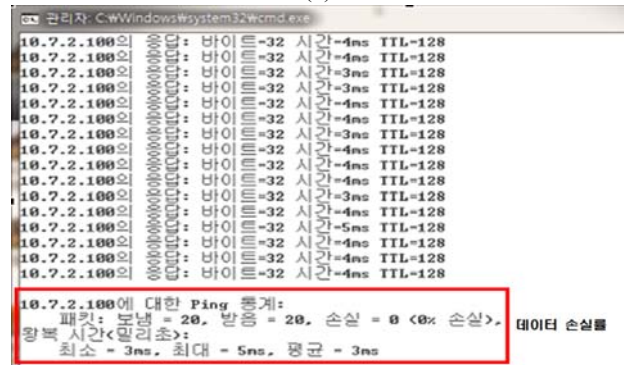 관리자: C:₩Windows₩system32₩cmd.exe
10.7.2.100의 응답: 바이트=32 시간=4ms TTL=128
10.7.2.100의 응답: 바이트=32 시간=4ms TTL=128
10.7.2.100의 응답: 바이트=32 시간=3ms TTL=128
10.7.2.100의 응답: 바이트=32 시간=3ms TTL=128
10.7.2.100의 응답: 바이트=32 시간=4ms TTL=128
10.7.2.100의 응답: 바이트=32 시간=4ms TTL=128
10.7.2.100의 응답: 바이트=32 시간=3ms TTL=128
10.7.2.100의 응답: 바이트=32 시간=4ms TTL=128
10.7.2.100의 응답: 바이트=32 시간=4ms TTL=128
10.7.2.100의 응답: 바이트=32 시간=4ms TTL=128
10.7.2.100의 응답: 바이트=32 시간=3ms TTL=128
10.7.2.100의 응답: 바이트=32 시간=4ms TTL=128
10.7.2.100의 응답: 바이트=32 시간=5ms TTL=128
10.7.2.100의 응답: 바이트=32 시간=4ms TTL=128
10.7.2.100의 응답: 바이트=32 시간=4ms TTL=128
10.7.2.100의 응답: 바이트=32 시간=4ms TTL=128
10.7.2.100에 대한 Ping 통계:
패킷: 보냄 = 20, 받음 = 20, 손실 = 0 <0% 손실>,
데이터 손실률
왕복 시간<밀리초>:
최소 = 3ms, 최대 = 5ms, 평균 = 3ms